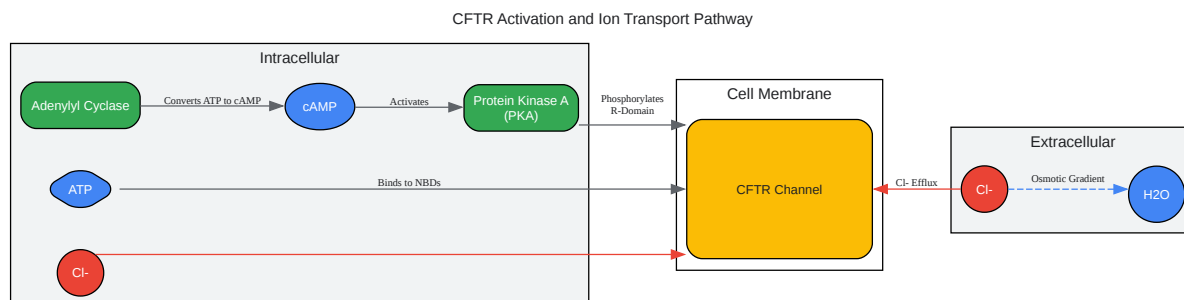 CFTR Activation and Ion Transport Pathway
Intracellular
Adenylyl Cyclase
Converts ATP to cAMP
cAMP
Activates
Protein Kinase A
(PKA)
Phosphorylates
R-Domain
Cell Membrane
Extracellular
ATP
Binds to NBDs
CFTR Channel
Cl- Efflux
Cl-
Osmotic Gradient
H2O
Cl-